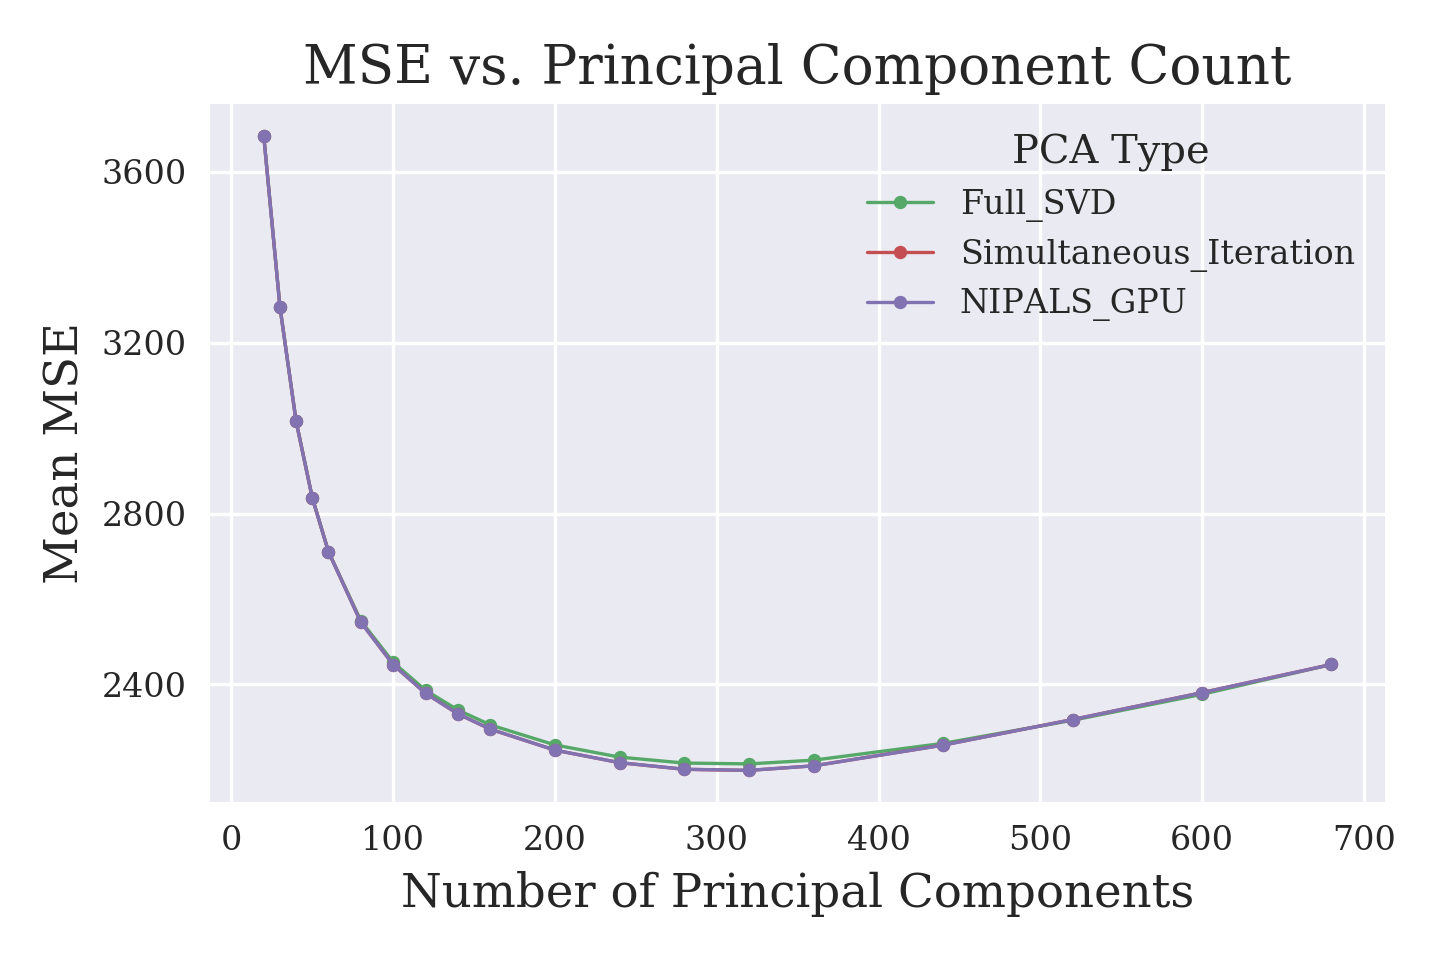 MSE vs. Principal Component Count
PCA Type
Full_SVD
Simultaneous_Iteration
NIPALS_GPU
Mean MSE
3600
3200
2800
2400
0 100 200 300 400 500 600 700
Number of Principal Components